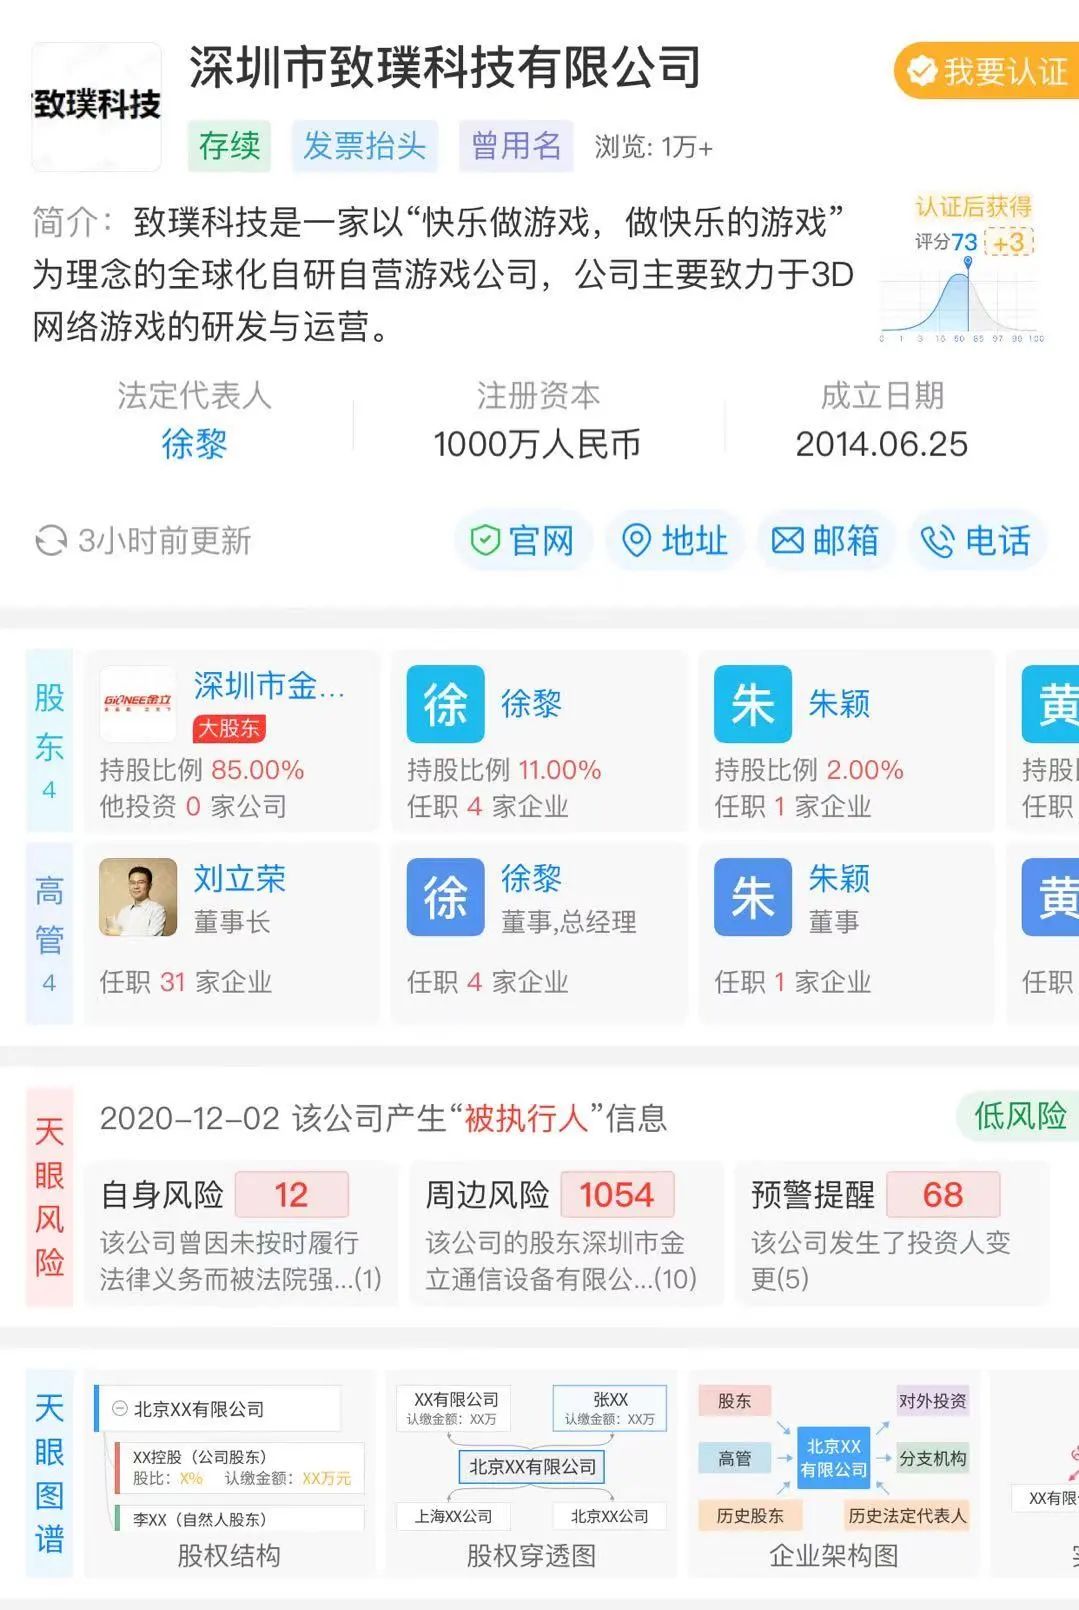 致璞科技
深圳市致璞科技有限公司
我要认证
存续 发票抬头 曾用名 浏览: 1万+
简介：致璞科技是一家以“快乐做游戏，做快乐的游戏”
为理念的全球化自研自营游戏公司，公司主要致力于3D
网络游戏的研发与运营。
认证后获得
评分73 +3
法定代表人 注册资本 成立日期
徐黎 1000万人民币 2014.06.25
3小时前更新 官网 地址 邮箱 电话
股东 4
GIONEE金立
深圳市金...
大股东
持股比例 85.00%
他投资 0 家公司
徐 徐黎
持股比例 11.00%
任职 4 家企业
朱 朱颖
持股比例 2.00%
任职 1 家企业
黄
持股
任职
高管 4
刘立荣
董事长
任职 31 家企业
徐 徐黎
董事,总经理
任职 4 家企业
朱 朱颖
董事
任职 1 家企业
黄
任职
天眼风险
2020-12-02 该公司产生“被执行人”信息
低风险
自身风险 12
该公司曾因未按时履行
法律义务而被法院强...(1)
周边风险 1054
该公司的股东深圳市金
立通信设备有限公...(10)
预警提醒 68
该公司发生了投资人变
更(5)
天眼图谱
北京XX有限公司
XX控股（公司股东）
股比：X% 认缴金额：XX万元
李XX（自然人股东）
股权结构
XX有限公司
认缴金额：XX万
张XX
认缴金额：XX万
北京XX有限公司
上海XX公司 北京XX公司
股权穿透图
股东 对外投资
高管 北京XX
有限公司 分支机构
历史股东 历史法定代表人
企业架构图
XX有限